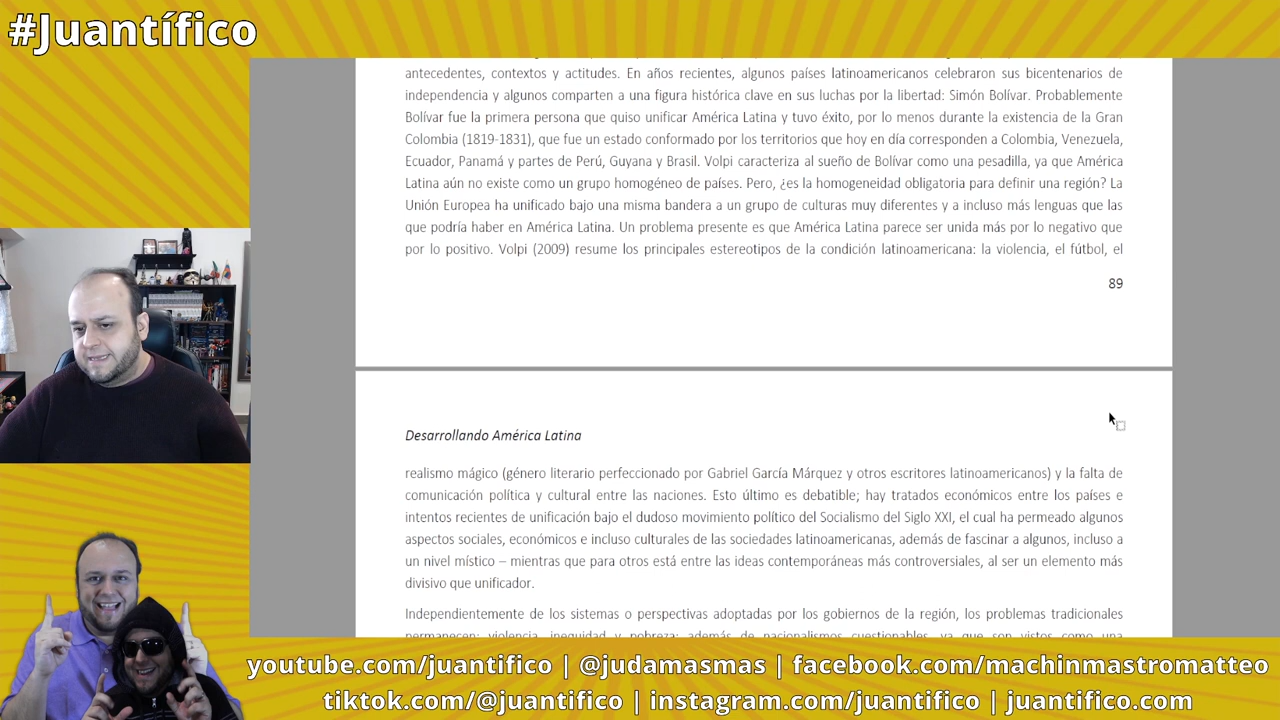 #Juantífico
antecedentes, contextos y actitudes. En años recientes, algunos países latinoamericanos celebraron sus bicentenarios de
independencia y algunos comparten a una figura histórica clave en sus luchas por la libertad: Simón Bolívar. Probablemente
Bolívar fue la primera persona que quiso unificar América Latina y tuvo éxito, por lo menos durante la existencia de la Gran
Colombia (1819-1831), que fue un estado conformado por los territorios que hoy en día corresponden a Colombia, Venezuela,
Ecuador, Panamá y partes de Perú, Guyana y Brasil. Volpi caracteriza al sueño de Bolívar como una pesadilla, ya que América
Latina aún no existe como un grupo homogéneo de países. Pero, ¿es la homogeneidad obligatoria para definir una región? La
Unión Europea ha unificado bajo una misma bandera a un grupo de culturas muy diferentes y a incluso más lenguas que las
que podría haber en América Latina. Un problema presente es que América Latina parece ser unida más por lo negativo que
por lo positivo. Volpi (2009) resume los principales estereotipos de la condición latinoamericana: la violencia, el fútbol, el
89
Desarrollando América Latina
realismo mágico (género literario perfeccionado por Gabriel García Márquez y otros escritores latinoamericanos) y la falta de
comunicación política y cultural entre las naciones. Esto último es debatible; hay tratados económicos entre los países e
intentos recientes de unificación bajo el dudoso movimiento político del Socialismo del Siglo XXI, el cual ha permeado algunos
aspectos sociales, económicos e incluso culturales de las sociedades latinoamericanas, además de fascinar a algunos, incluso a
un nivel místico – mientras que para otros está entre las ideas contemporáneas más controversiales, al ser un elemento más
divisivo que unificador.
Independientemente de los sistemas o perspectivas adoptadas por los gobiernos de la región, los problemas tradicionales
permanecen: violencia, inequidad y pobreza; además de nacionalismos cuestionables, ya que son vistos como una
youtube.com/juantifico | @judamasmas | facebook.com/machinmastromatteo
tiktok.com/@juantifico | instagram.com/juantifico | juantifico.com